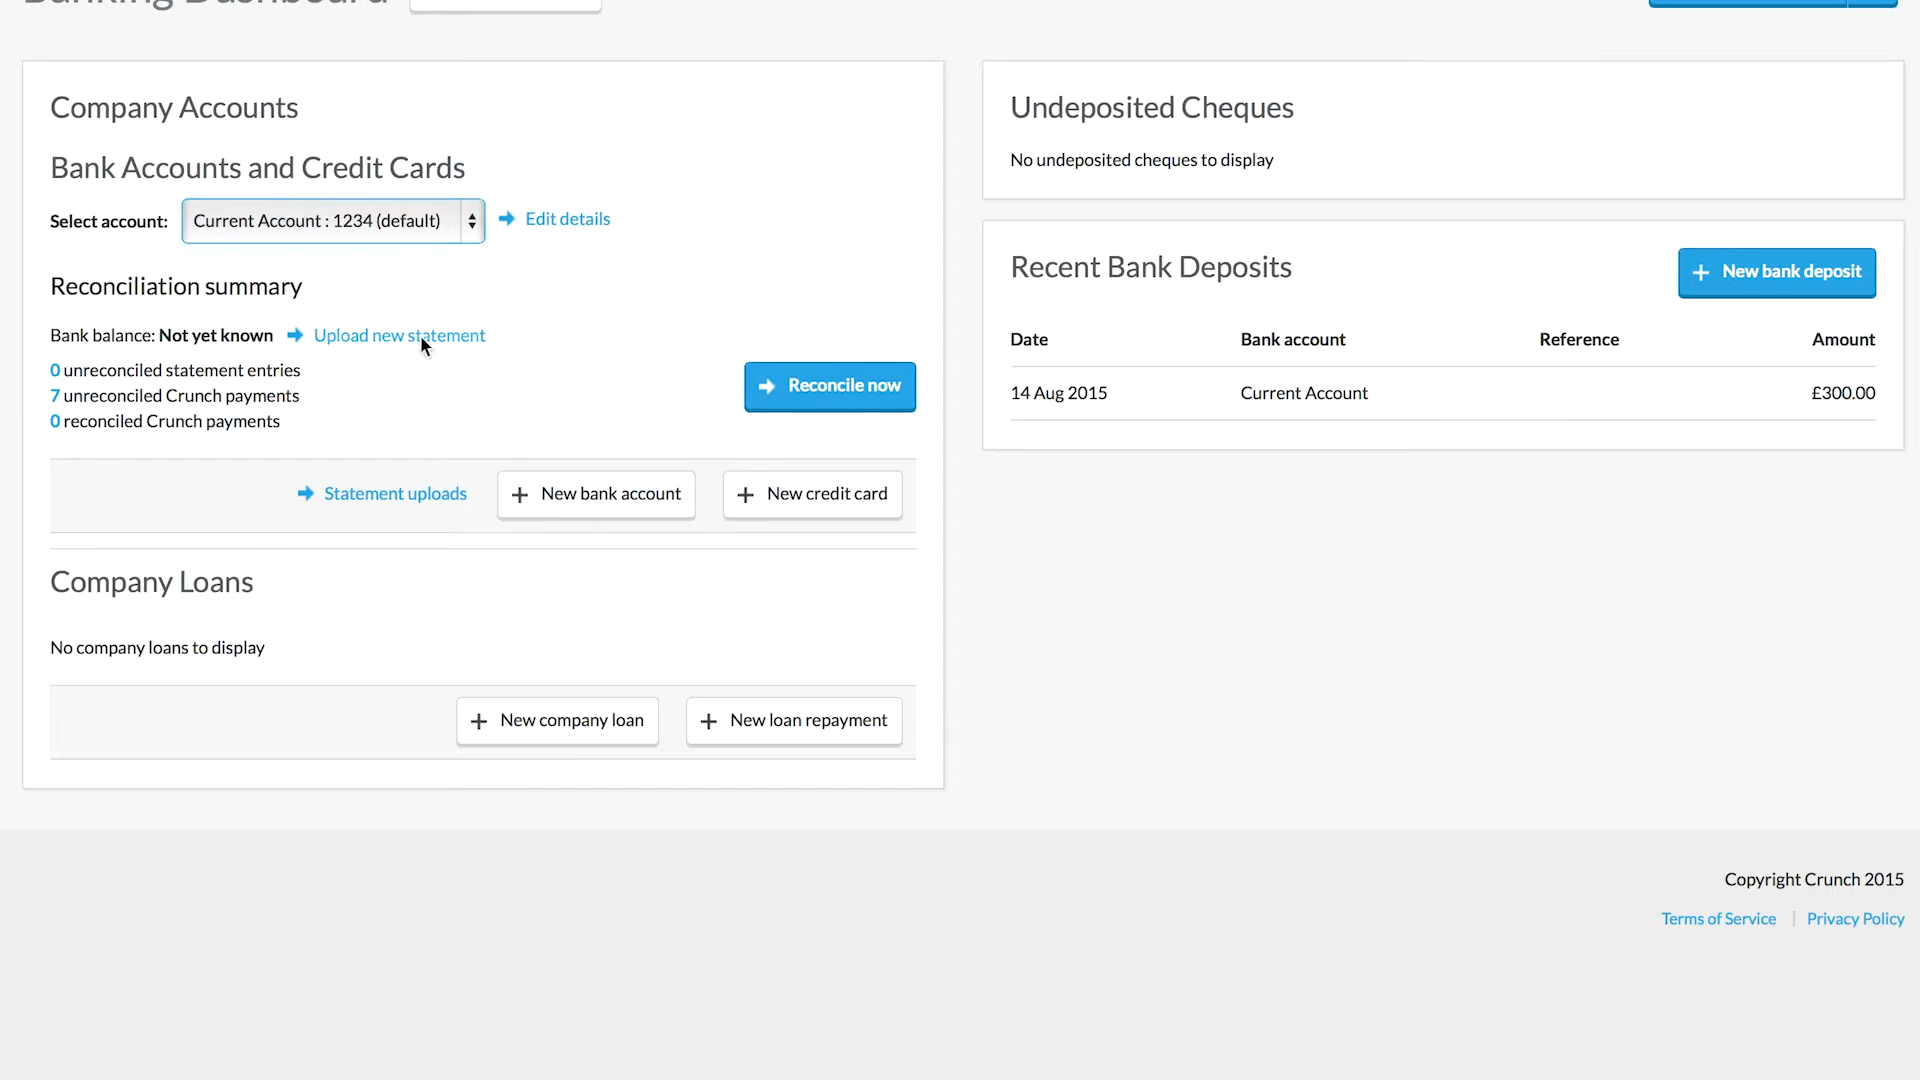 Banking Dashboard
Company Accounts
Bank Accounts and Credit Cards
Select account: Current Account : 1234 (default) Edit details
Reconciliation summary
Bank balance: Not yet known Upload new statement
0 unreconciled statement entries
7 unreconciled Crunch payments
0 reconciled Crunch payments
Reconcile now
Statement uploads + New bank account + New credit card
Company Loans
No company loans to display
+ New company loan + New loan repayment
Undeposited Cheques
No undeposited cheques to display
Recent Bank Deposits
+ New bank deposit
Date Bank account Reference Amount
14 Aug 2015 Current Account £300.00
Copyright Crunch 2015
Terms of Service | Privacy Policy